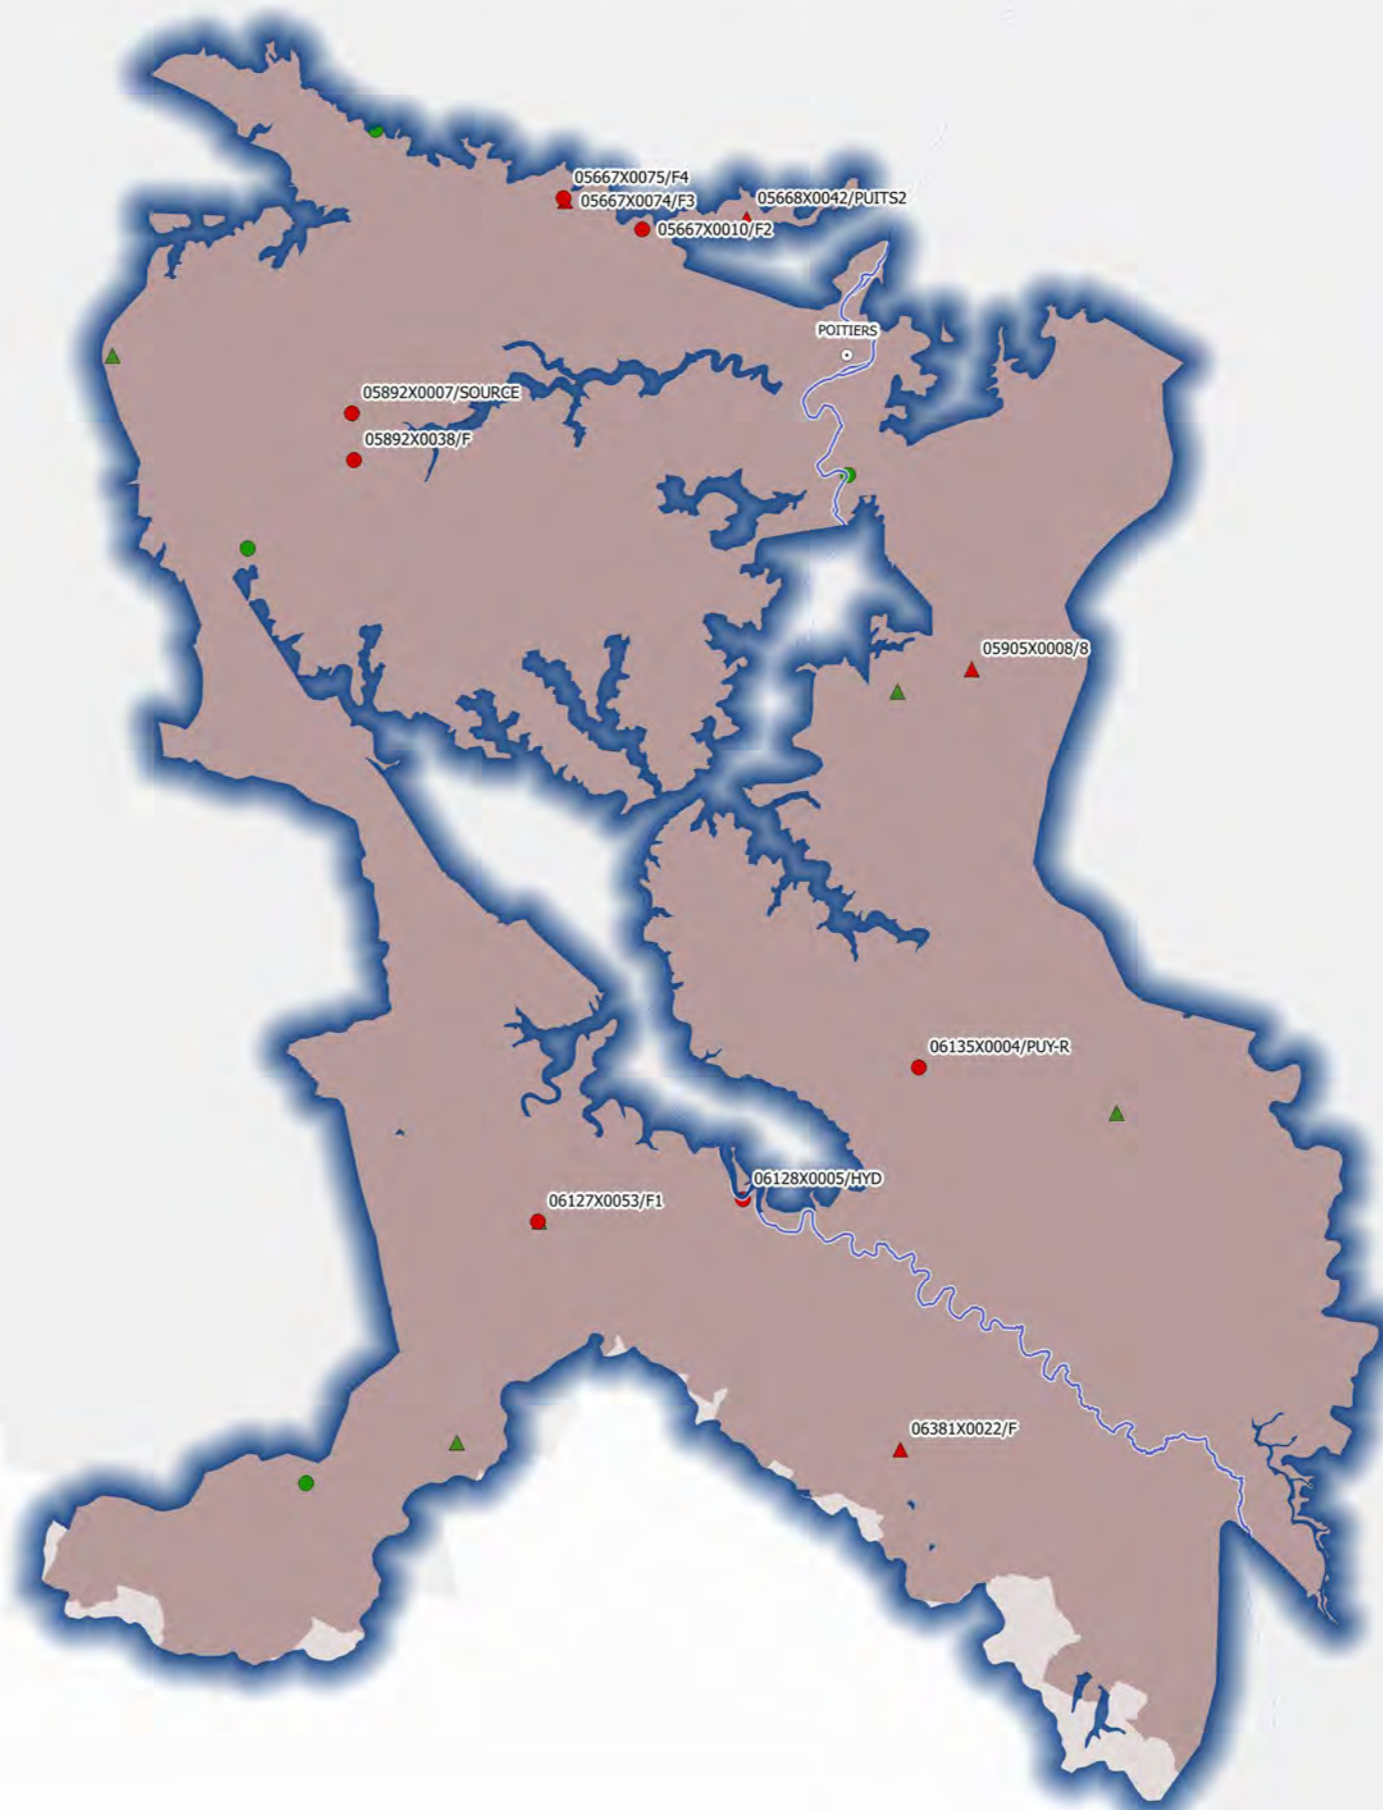 05667X0075/F4
05667X0074/F3
05668X0042/PUITS2
05667X0010/F2
POITIERS
05892X0007/SOURCE
05892X0038/F
05905X0008/8
06135X0004/PUY-R
06128X0005/HYD
06127X0053/F1
06381X0022/F